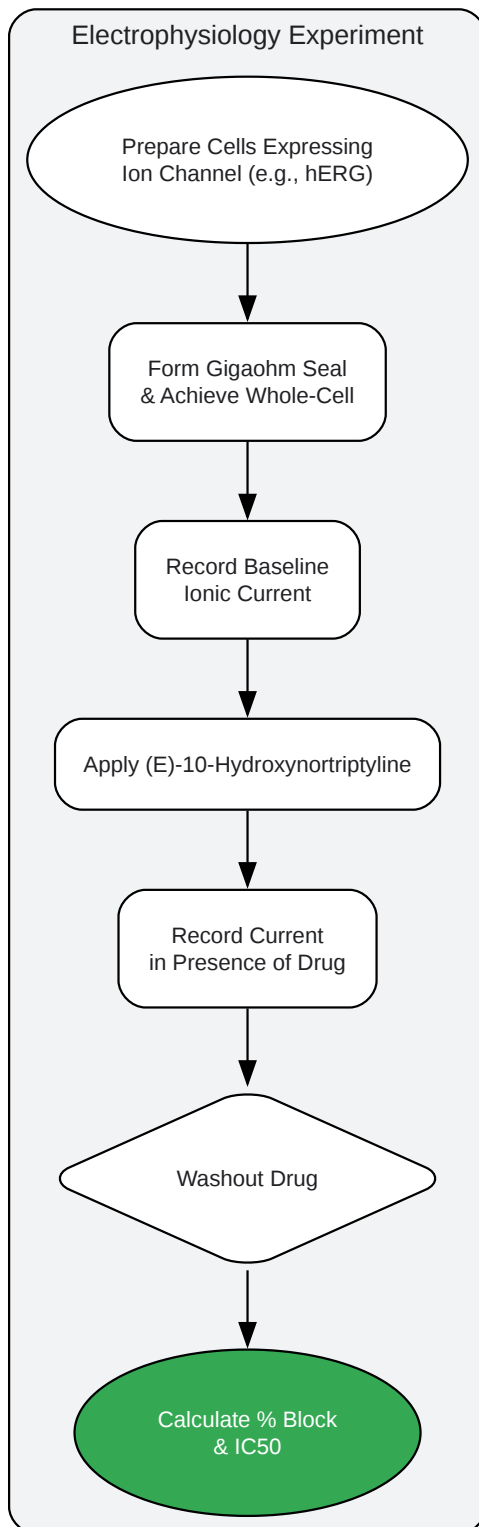 Electrophysiology Experiment
Prepare Cells Expressing
Ion Channel (e.g., hERG)
Form Gigaohm Seal
& Achieve Whole-Cell
Record Baseline
Ionic Current
Apply (E)-10-Hydroxynortriptyline
Record Current
in Presence of Drug
Washout Drug
Calculate % Block
& IC50